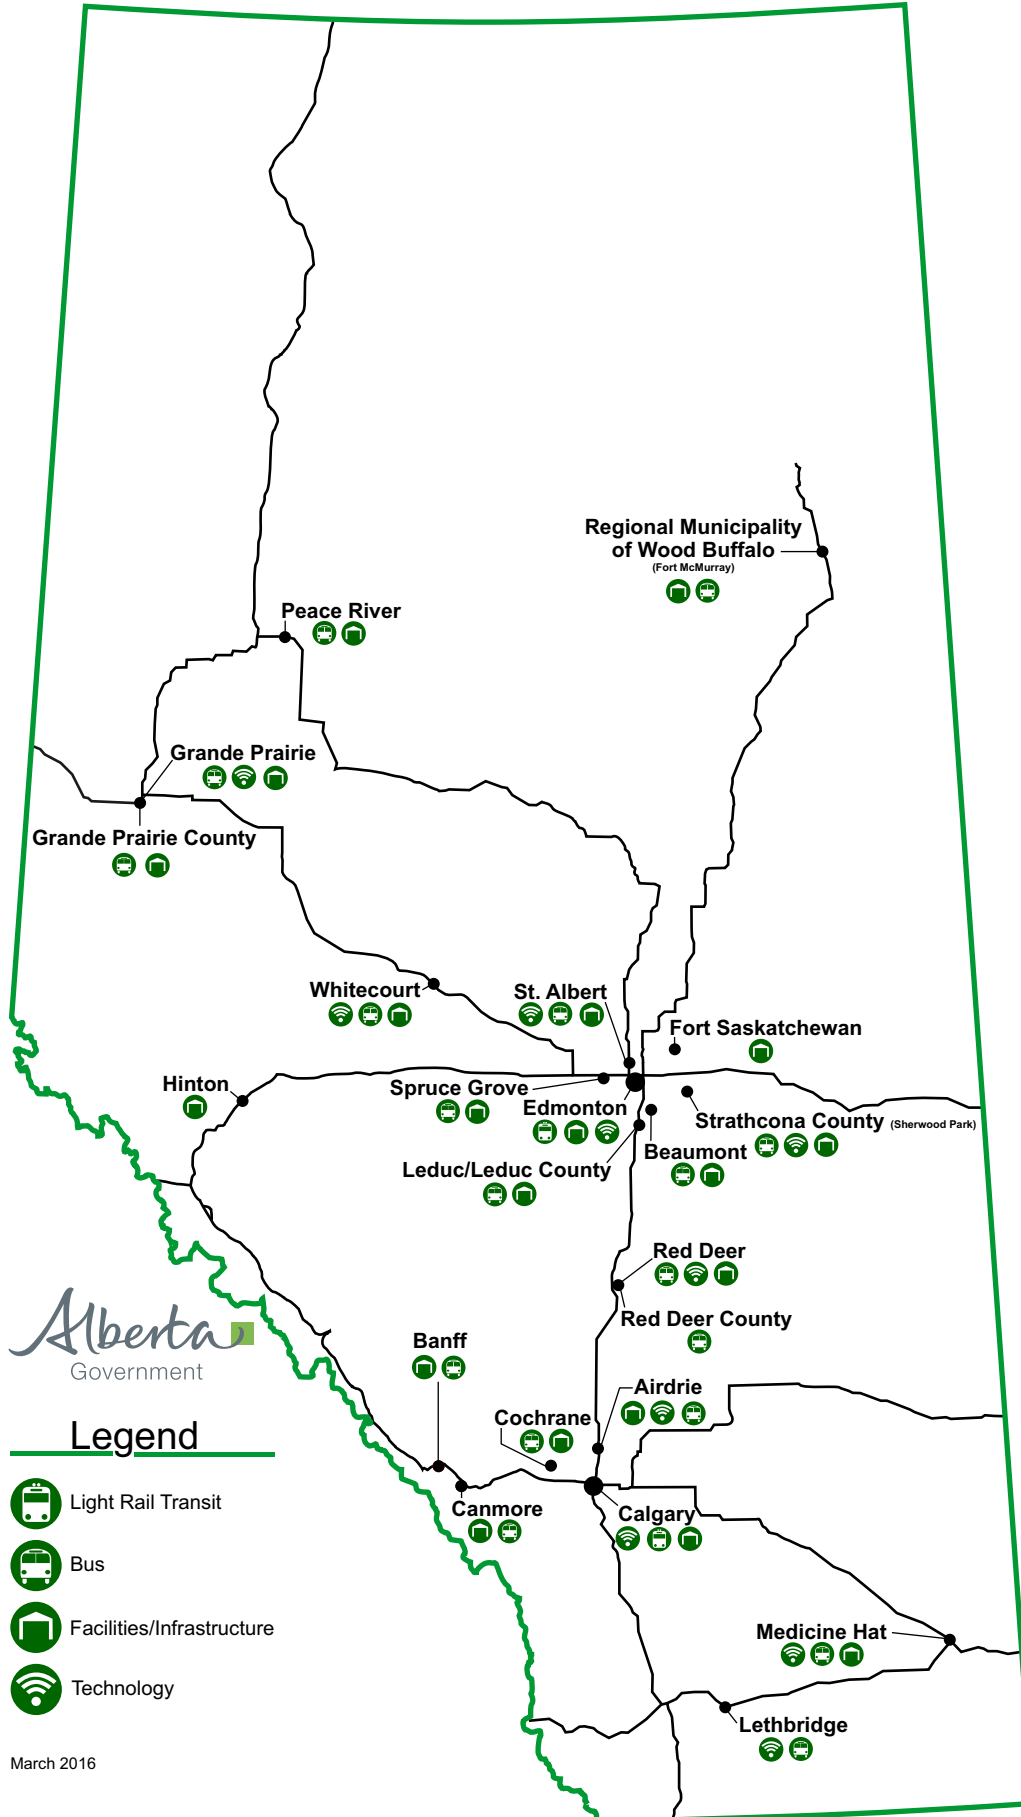 Regional Municipality
of Wood Buffalo
(Fort McMurray)
Peace River
Grande Prairie
Grande Prairie County
Whitecourt
St. Albert
Fort Saskatchewan
Hinton
Spruce Grove
Edmonton
Strathcona County (Sherwood Park)
Beaumont
Leduc/Leduc County
Red Deer
Red Deer County
Banff
Airdrie
Cochrane
Canmore
Calgary
Medicine Hat
Lethbridge
Alberta
Government
Legend
Light Rail Transit
Bus
Facilities/Infrastructure
Technology
March 2016